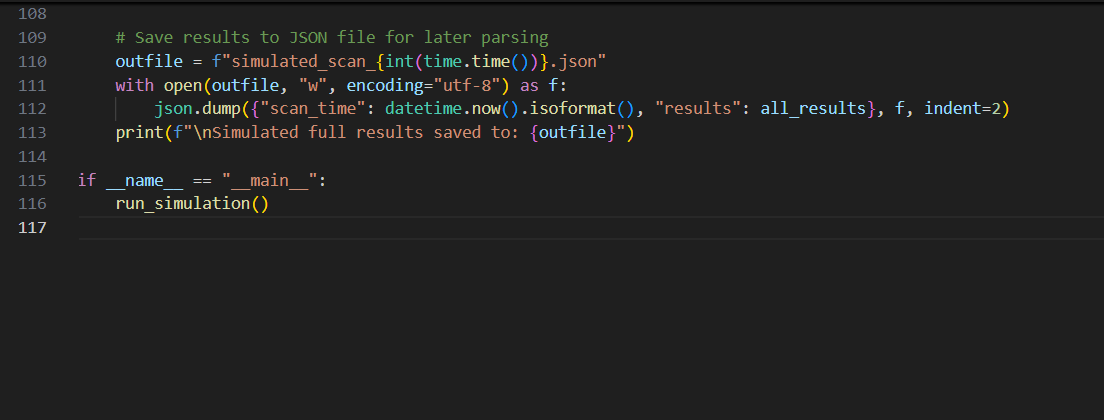 108
109 # Save results to JSON file for later parsing
110 outfile = f"simulated_scan_{int(time.time())}.json"
111 with open(outfile, "w", encoding="utf-8") as f:
112 json.dump({"scan_time": datetime.now().isoformat(), "results": all_results}, f, indent=2)
113 print(f"\nSimulated full results saved to: {outfile}")
114
115 if __name__ == "__main__":
116 run_simulation()
117